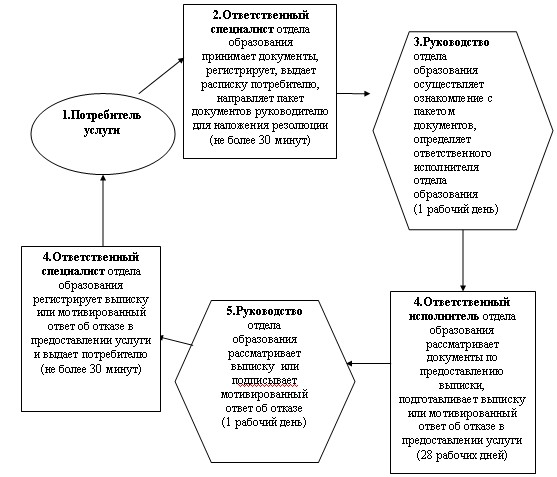 1.Потребитель
услуги
2.Ответственный
специалист отдела
образования
принимает документы,
регистрирует, выдает
расписку потребителю,
направляет пакет
документов руководителю
для наложения резолюции
(не более 30 минут)
3.Руководство
отдела
образования
осуществляет
ознакомление с
пакетом
документов,
определяет
ответственного
исполнителя
отдела
образования
(1 рабочий день)
4.Ответственный
исполнитель отдела
образования
рассматривает
документы по
предоставлению
выписки,
подготавливает выписку
или мотивированный
ответ об отказе в
предоставлении услуги
(28 рабочих дней)
5.Руководство
отдела
образования
рассматривает
выписку или
подписывает
мотивированный
ответ об отказе
(1 рабочий день)
4.Ответственный
специалист отдела
образования
регистрирует выписку
или мотивированный
ответ об отказе в
предоставлении услуги
и выдает потребителю
(не более 30 минут)